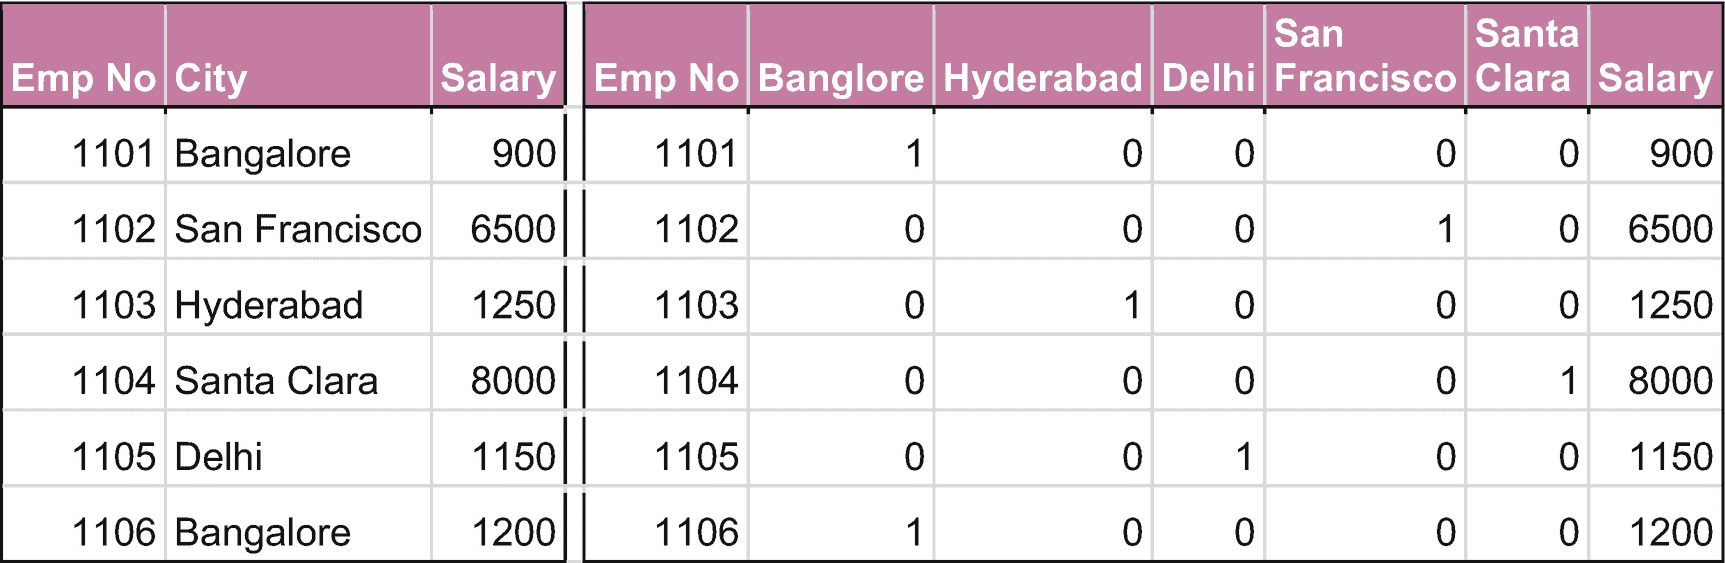 Emp No City Salary Emp No Banglore Hyderabad Delhi San Francisco Santa Clara Salary
1101 Bangalore 900 1101 1 0 0 0 0 900
1102 San Francisco 6500 1102 0 0 0 1 0 6500
1103 Hyderabad 1250 1103 0 1 0 0 0 1250
1104 Santa Clara 8000 1104 0 0 0 0 1 8000
1105 Delhi 1150 1105 0 0 1 0 0 1150
1106 Bangalore 1200 1106 1 0 0 0 0 1200